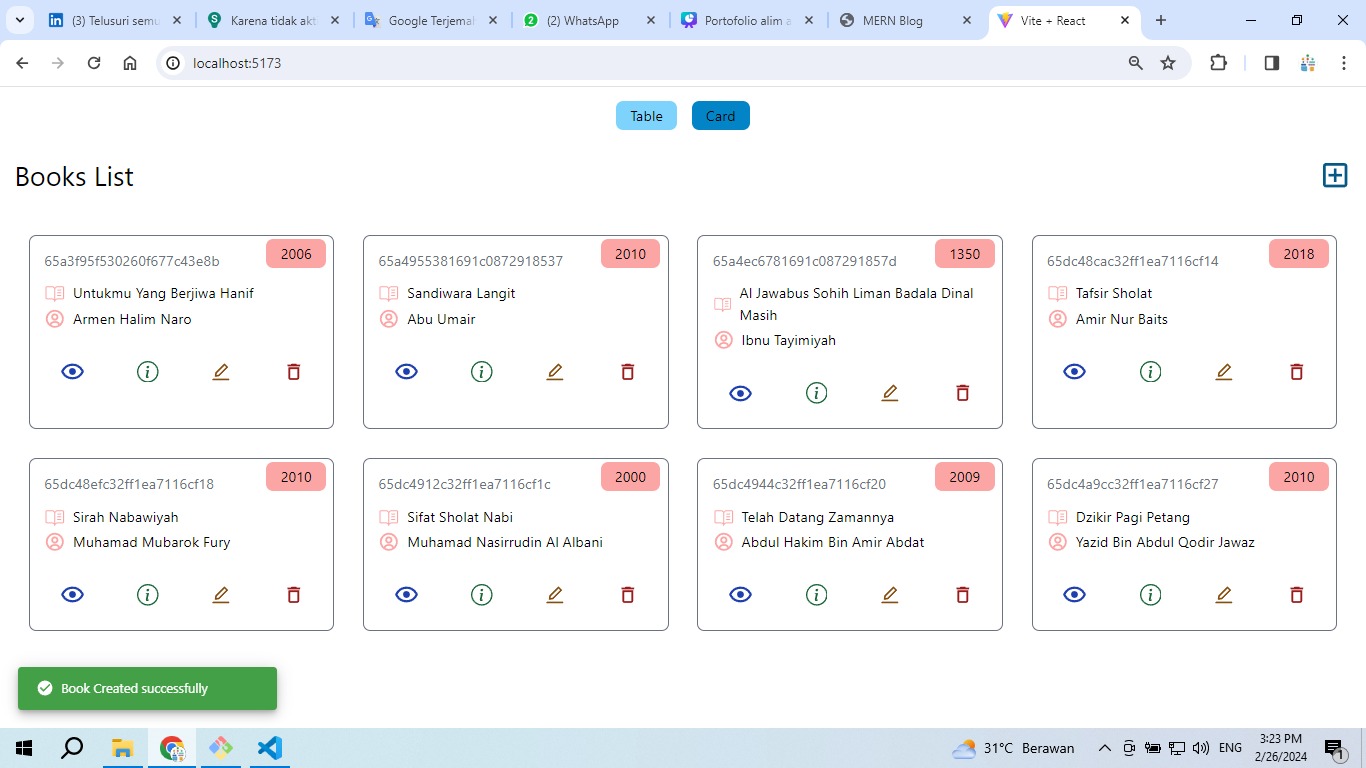 (3) Telusuri semu
Karena tidak akt
Google Terjemah
(2) WhatsApp
Portofolio alim a
MERN Blog
Vite + React
localhost:5173
Table
Card
Books List
65a3f95f530260f677c43e8b
2006
Untukmu Yang Berjiwa Hanif
Armen Halim Naro
65a4955381691c0872918537
2010
Sandiwara Langit
Abu Umair
65a4ec6781691c087291857d
1350
Al Jawabus Sohih Liman Badala Dinal
Masih
Ibnu Tayimiyah
65dc48cac32ff1ea7116cf14
2018
Tafsir Sholat
Amir Nur Baits
65dc48efc32ff1ea7116cf18
2010
Sirah Nabawiyah
Muhamad Mubarok Fury
65dc4912c32ff1ea7116cf1c
2000
Sifat Sholat Nabi
Muhamad Nasirrudin Al Albani
65dc4944c32ff1ea7116cf20
2009
Telah Datang Zamannya
Abdul Hakim Bin Amir Abdat
65dc4a9cc32ff1ea7116cf27
2010
Dzikir Pagi Petang
Yazid Bin Abdul Qodir Jawaz
Book Created successfully
31°C Berawan
ENG
3:23 PM
2/26/2024
1